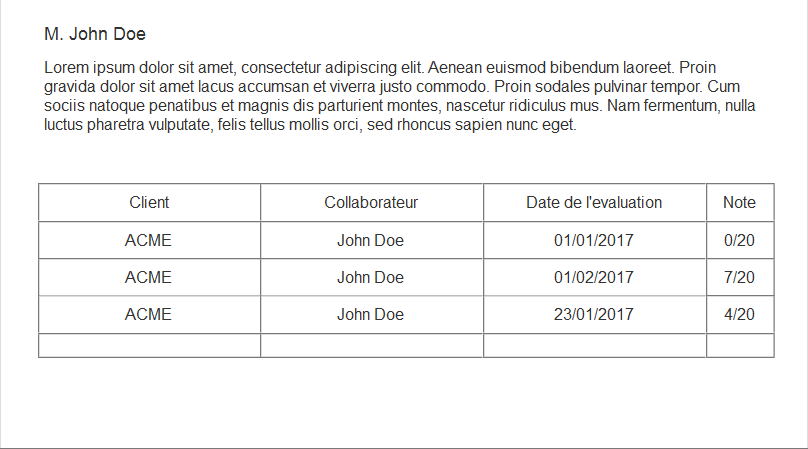 M. John Doe
Lorem ipsum dolor sit amet, consectetur adipiscing elit. Aenean euismod bibendum laoreet. Proin
gravida dolor sit amet lacus accumsan et viverra justo commodo. Proin sodales pulvinar tempor. Cum
sociis natoque penatibus et magnis dis parturient montes, nascetur ridiculus mus. Nam fermentum, nulla
luctus pharetra vulputate, felis tellus mollis orci, sed rhoncus sapien nunc eget.
Client Collaborateur Date de l'evaluation Note
ACME John Doe 01/01/2017 0/20
ACME John Doe 01/02/2017 7/20
ACME John Doe 23/01/2017 4/20